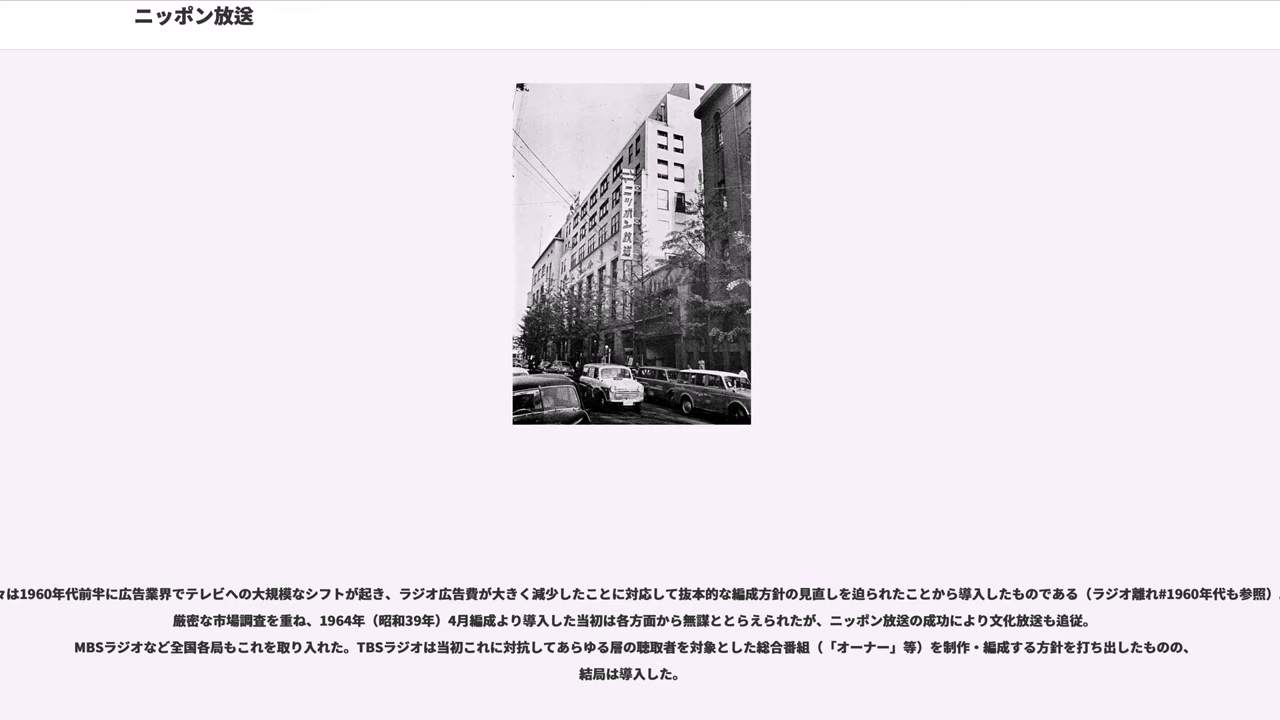 ニッポン放送
ニッポン放送
は1960年代前半に広告業界でテレビへの大規模なシフトが起き、ラジオ広告費が大きく減少したことに対応して抜本的な編成方針の見直しを迫られたことから導入したものである（ラジオ離れ#1960年代も参照）。
厳密な市場調査を重ね、1964年（昭和39年）4月編成より導入した当初は各方面から無謀ととらえられたが、ニッポン放送の成功により文化放送も追従。
MBSラジオなど全国各局もこれを取り入れた。TBSラジオは当初これに対抗してあらゆる層の聴取者を対象とした総合番組（「オーナー」等）を制作・編成する方針を打ち出したものの、
結局は導入した。